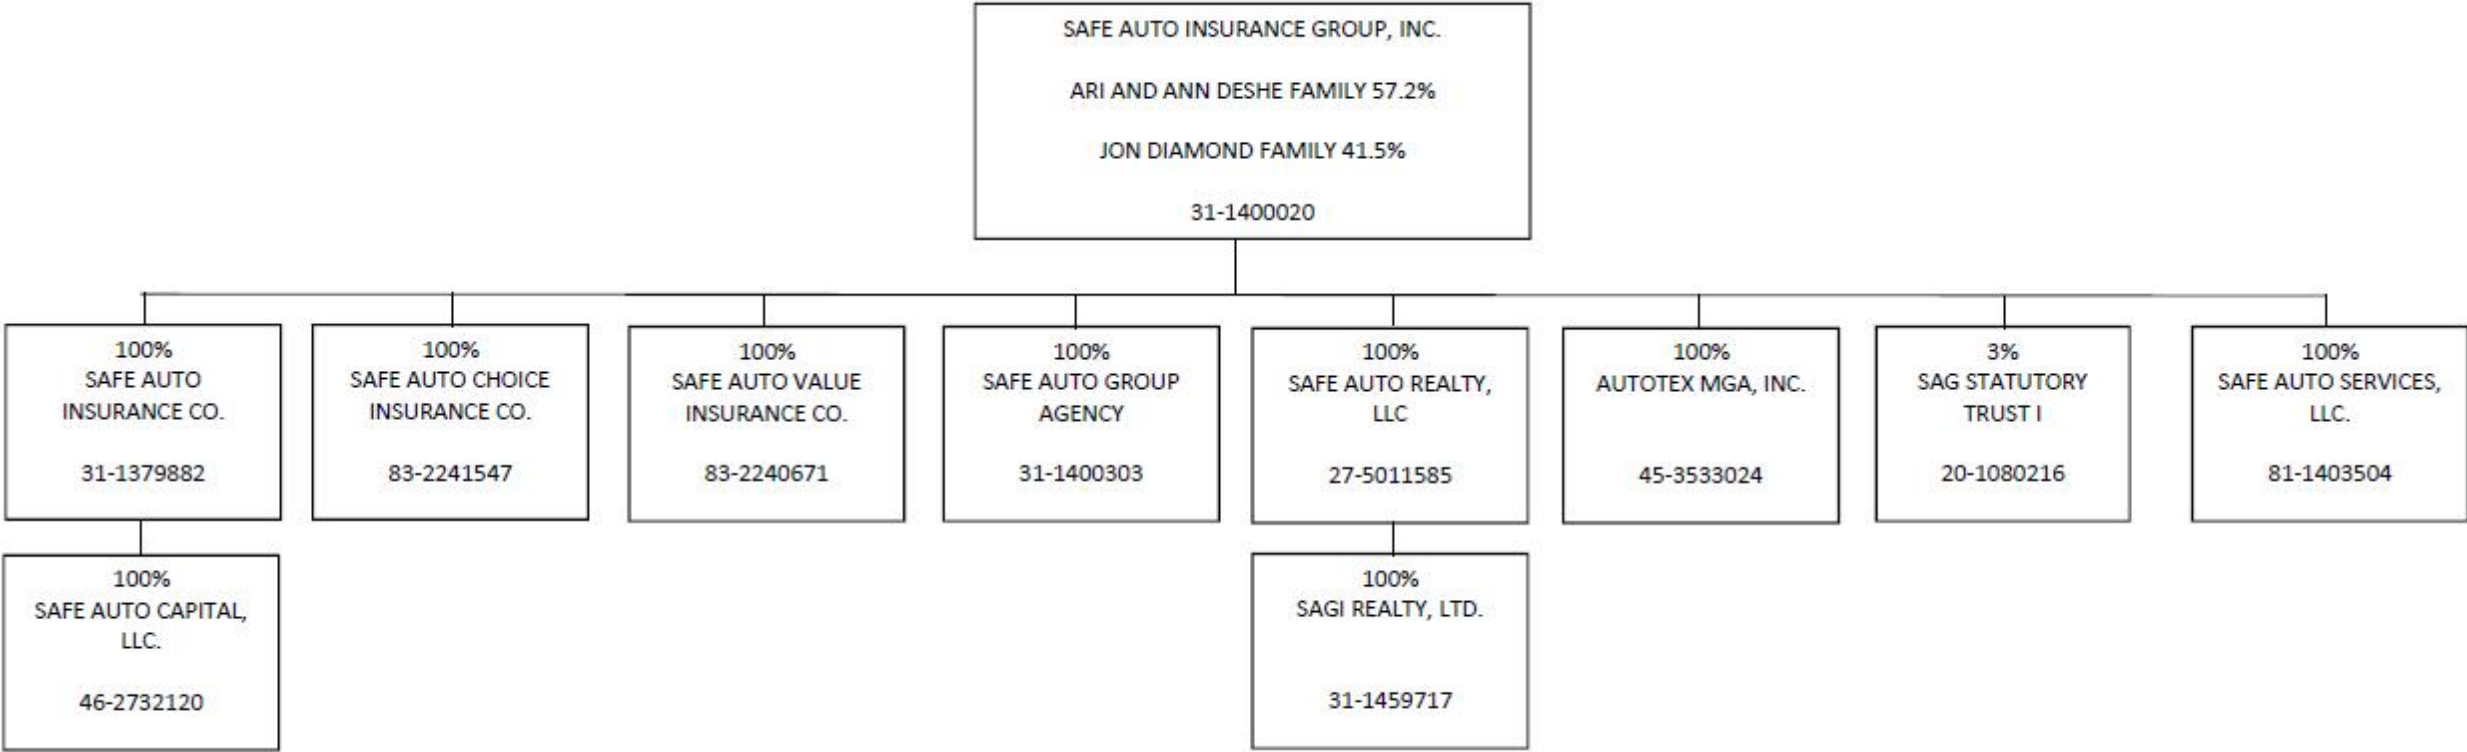 SAFE AUTO INSURANCE GROUP, INC.
ARI AND ANN DESHE FAMILY 57.2%
JON DIAMOND FAMILY 41.5%
31-1400020
100%
SAFE AUTO
INSURANCE CO.
31-1379882
100%
SAFE AUTO CHOICE
INSURANCE CO.
83-2241547
100%
SAFE AUTO VALUE
INSURANCE CO.
83-2240671
100%
SAFE AUTO GROUP
AGENCY
31-1400303
100%
SAFE AUTO REALTY,
LLC
27-5011585
100%
AUTOTEX MGA, INC.
45-3533024
3%
SAG STATUTORY
TRUST I
20-1080216
100%
SAFE AUTO SERVICES,
LLC.
81-1403504
100%
SAFE AUTO CAPITAL,
LLC.
46-2732120
100%
SAGI REALTY, LTD.
31-1459717